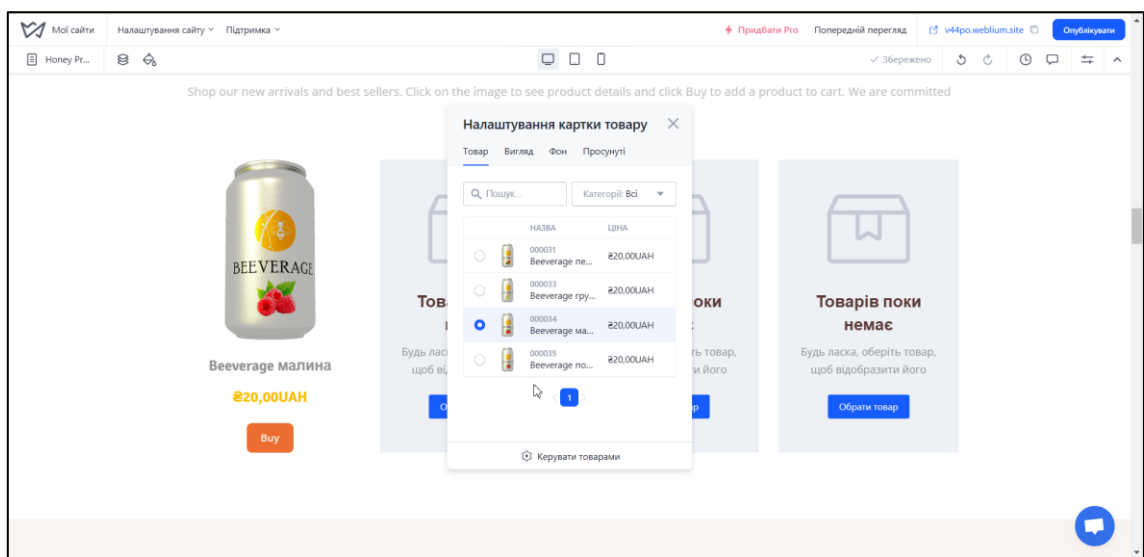 Мої сайти Налаштування сайту Підтримка Придбати Pro Попередній перегляд v44po.weblium.site Опублікувати
Honey Pr... Збережено
Shop our new arrivals and best sellers. Click on the image to see product details and click Buy to add a product to cart. We are committed
Налаштування картки товару
Товар Вигляд Фон Просунуті
Пошук... Категорії: Всі
НАЗВА ЦІНА
000031
Beeverage пе... ₴20,00UAH
000033
Beeverage гру... ₴20,00UAH
000034
Beeverage ма... ₴20,00UAH
000035
Beeverage по... ₴20,00UAH
1
Керувати товарами
BEEVERAGE
Beeverage малина
₴20,00UAH
Buy
Тов
Будь лас
щоб ві
О
оки
ть товар,
ти його
р
Товарів поки
немає
Будь ласка, оберіть товар,
щоб відобразити його
Обрати товар